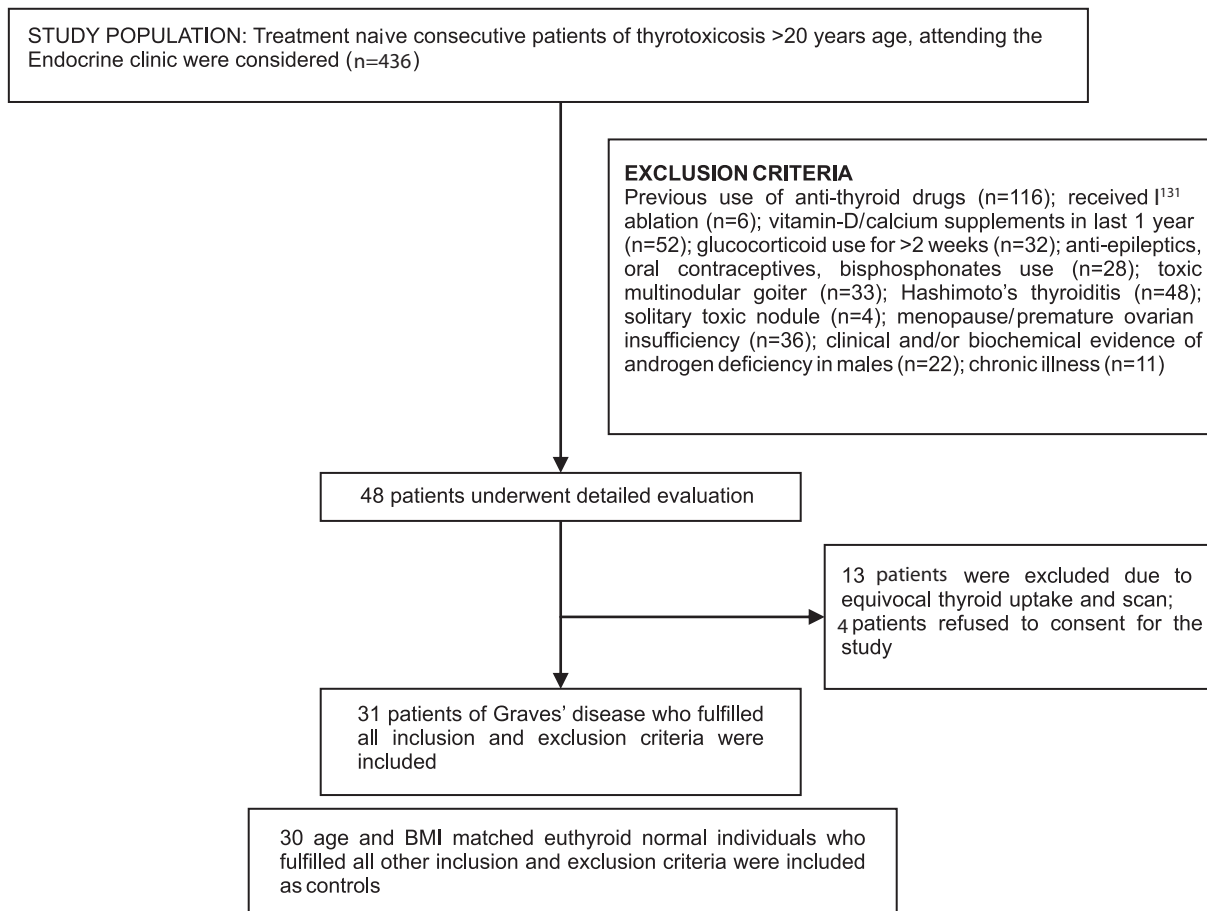 STUDY POPULATION: Treatment naive consecutive patients of thyrotoxicosis >20 years age, attending the
Endocrine clinic were considered (n=436)
EXCLUSION CRITERIA
Previous use of anti-thyroid drugs (n=116); received I¹³¹
ablation (n=6); vitamin-D/calcium supplements in last 1 year
(n=52); glucocorticoid use for >2 weeks (n=32); anti-epileptics,
oral contraceptives, bisphosphonates use (n=28); toxic
multinodular goiter (n=33); Hashimoto's thyroiditis (n=48);
solitary toxic nodule (n=4); menopause/premature ovarian
insufficiency (n=36); clinical and/or biochemical evidence of
androgen deficiency in males (n=22); chronic illness (n=11)
48 patients underwent detailed evaluation
13 patients were excluded due to
equivocal thyroid uptake and scan;
4 patients refused to consent for the
study
31 patients of Graves' disease who fulfilled
all inclusion and exclusion criteria were
included
30 age and BMI matched euthyroid normal individuals who
fulfilled all other inclusion and exclusion criteria were included
as controls